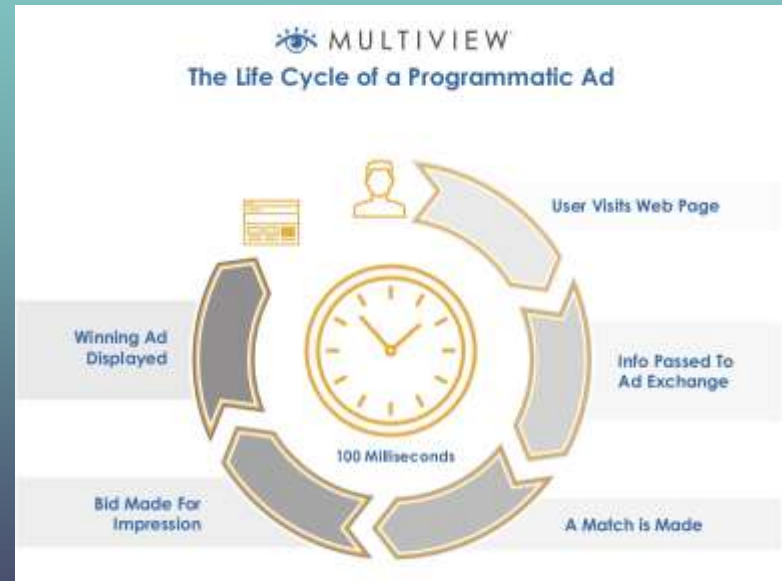 MULTIVIEW
The Life Cycle of a Programmatic Ad
User Visits Web Page
Info Passed To
Ad Exchange
A Match is Made
Bid Made For
Impression
Winning Ad
Displayed
100 Milliseconds